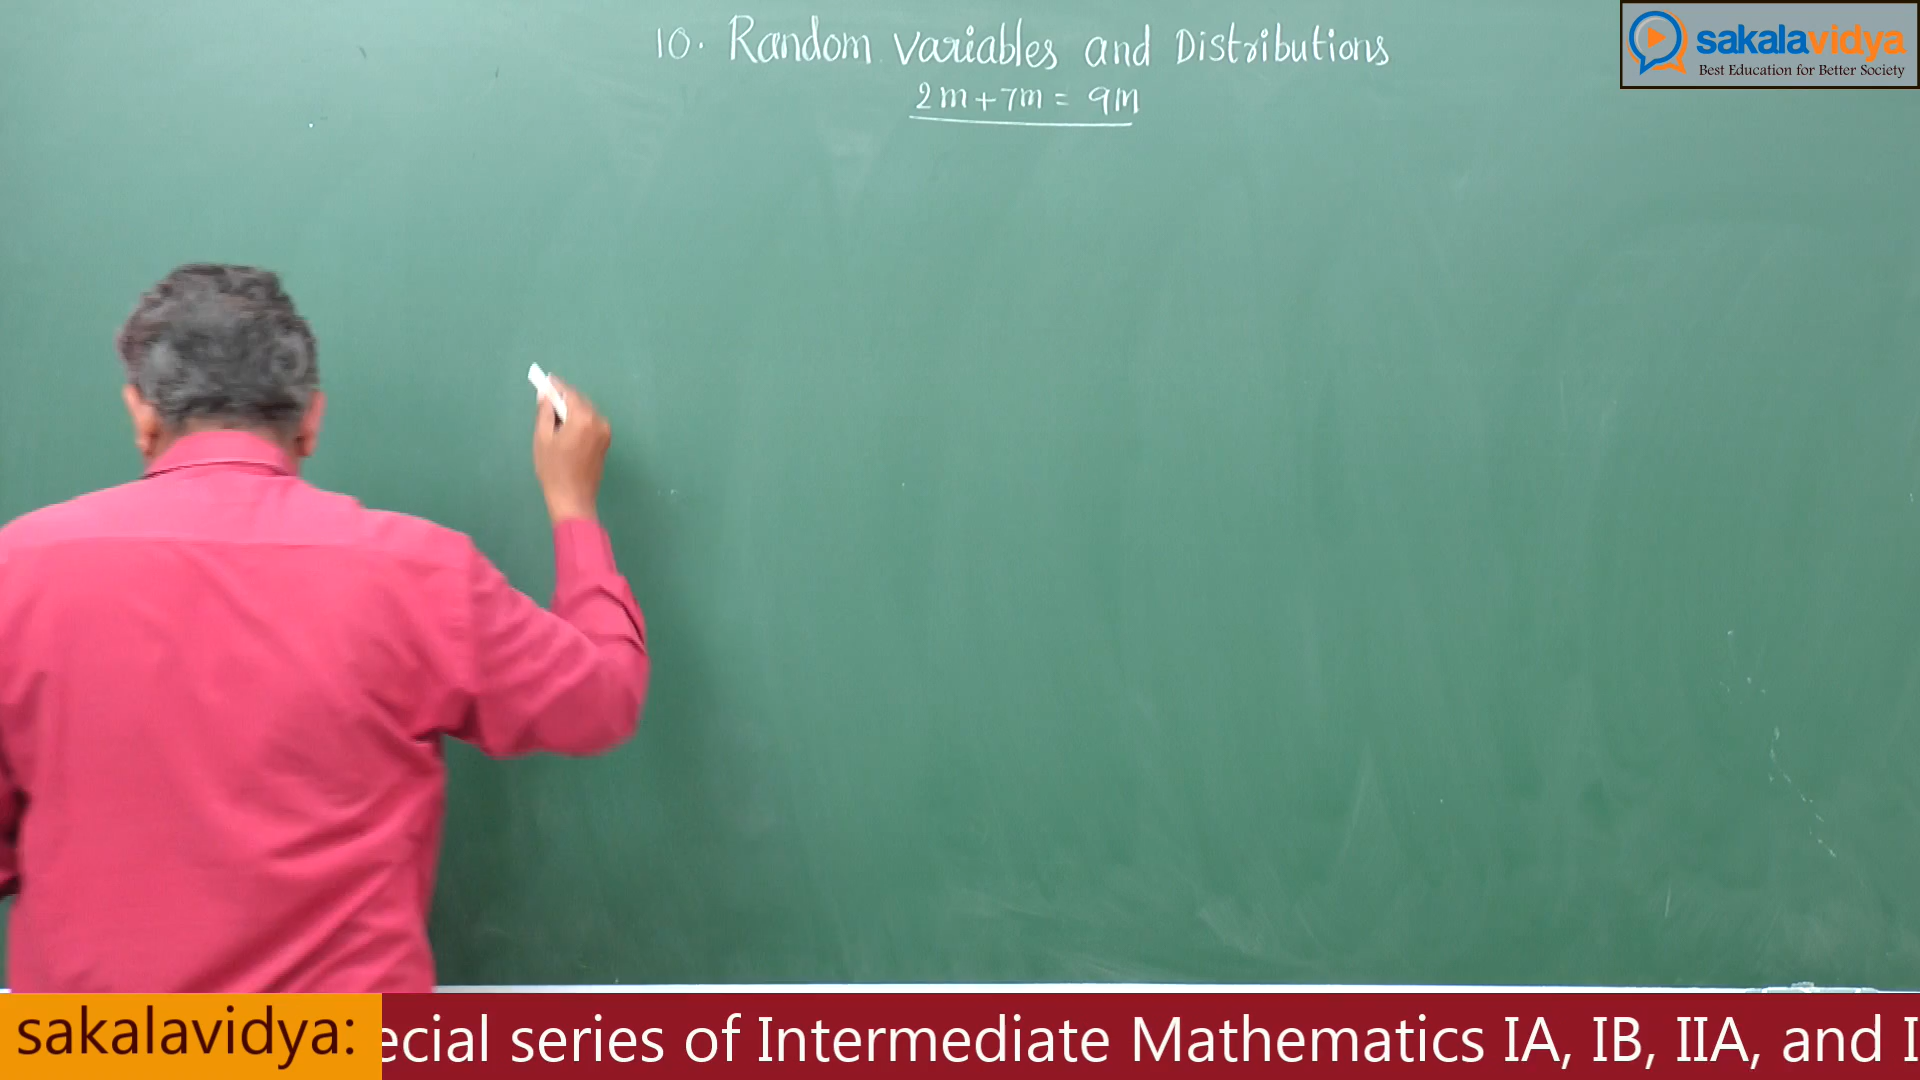 10. Random Variables and Distributions
2m+7m = 9m
sakalavidya
Best Education for Better Society
sakalavidya: ecial series of Intermediate Mathematics IA, IB, IIA, and I